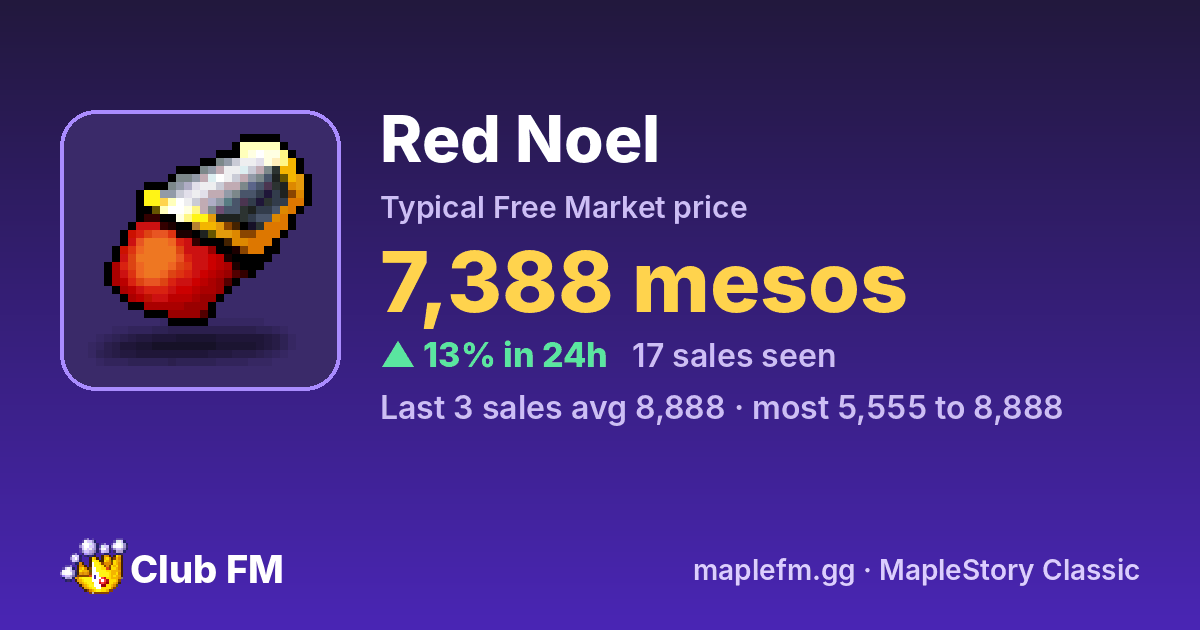 Red Noel
Typical Free Market price
7,388 mesos
▲ 13% in 24h 17 sales seen
Last 3 sales avg 8,888 · most 5,555 to 8,888
Club FM
maplefm.gg · MapleStory Classic